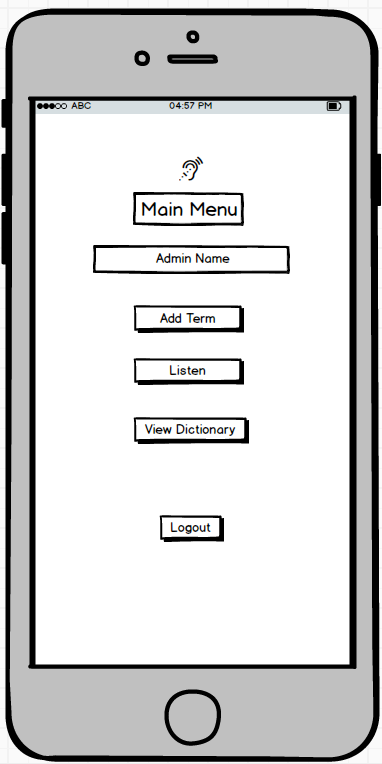 ABC 04:57 PM
Main Menu
Admin Name
Add Term
Listen
View Dictionary
Logout